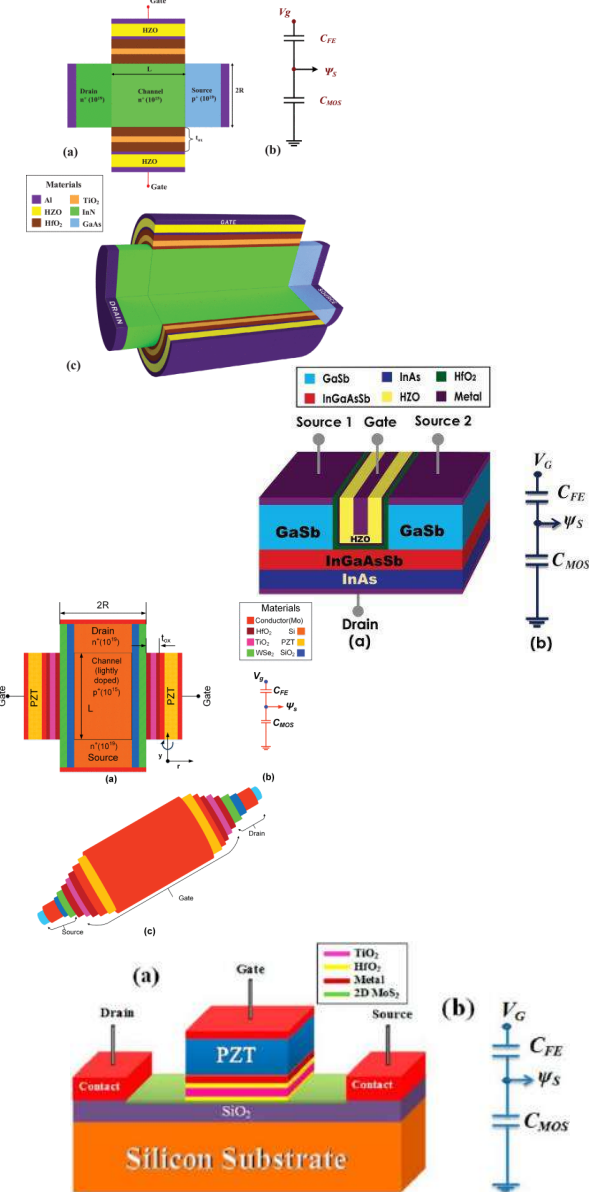 Gate
HZO
L
Drain
n⁺ (10¹⁹)
Channel
Source
p⁺ (10¹⁹)
2R
(a)
HZO
Gate
Vg
C_FE
ψ_S
C_MOS
(b)
Materials
Al
TiO₂
HZO
InN
HfO₂
GaAs
GATE
DRAIN
SOURCE
(c)
GaSb
InAs
HfO₂
InGaAsSb
HZO
Metal
Source 1
Gate
Source 2
GaSb
HZO
GaSb
InGaAsSb
InAs
Drain
(a)
V_G
C_FE
ψ_S
C_MOS
(b)
2R
Drain
n⁺(10¹⁹)
t_ox
Channel
(lightly
doped)
p⁺(10¹⁵)
L
Gate
PZT
PZT
Gate
n⁺(10¹⁹)
Source
y
r
(a)
Materials
Conductor(Mo)
HfO₂
Si
TiO₂
PZT
WSe₂
SiO₂
V_g
C_FE
ψ_s
C_MOS
(b)
Drain
Gate
Source
(c)
(a)
TiO₂
HfO₂
Metal
2D MoS₂
Gate
Drain
Source
PZT
Contact
Contact
SiO₂
Silicon Substrate
(b)
V_G
C_FE
ψ_S
C_MOS